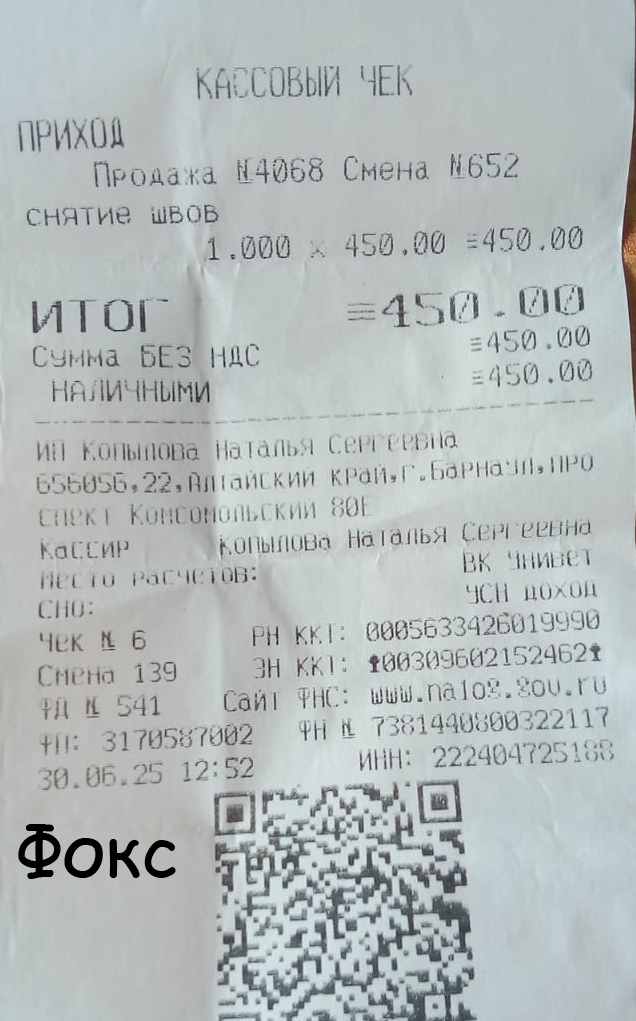 КАССОВЫЙ ЧЕК
ПРИХОД
Продажа №4068 Смена №652
снятие швов
1.000 x 450.00 ≡450.00
ИТОГ ≡450.00
Сумма БЕЗ НДС ≡450.00
НАЛИЧНЫМИ ≡450.00
ИП Копылова Наталья Сергеевна
656056,22,Алтайский край,г.Барнаул,ПРО
спект Комсомольский 80Е
Кассир Копылова Наталья Сергеевна
Место расчетов: ВК УНИВЕТ
СНО: УСН ДОХОД
Чек № 6 РН ККТ: 0005633426019990
Смена 139 ЗН ККТ: 00309602152462
ФД № 541 Сайт ФНС: www.nalog.gov.ru
ФП: 3170587002 ФН № 7381440800322117
30.06.25 12:52 ИНН: 222404725188
Фокс